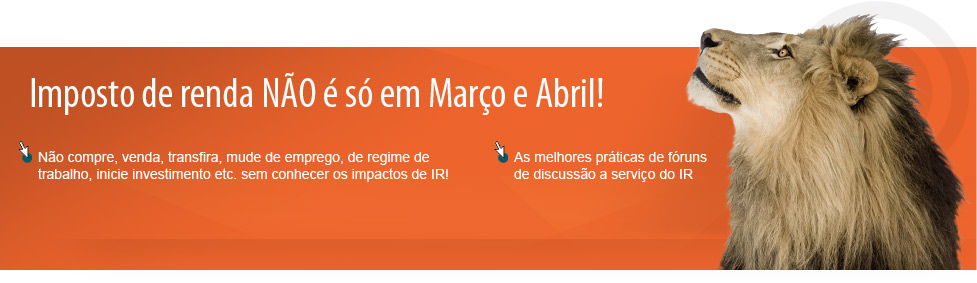 Imposto de renda NÃO é só em Março e Abril!
Não compre, venda, transfira, mude de emprego, de regime de
trabalho, inicie investimento etc. sem conhecer os impactos de IR!
As melhores práticas de fóruns
de discussão a serviço do IR